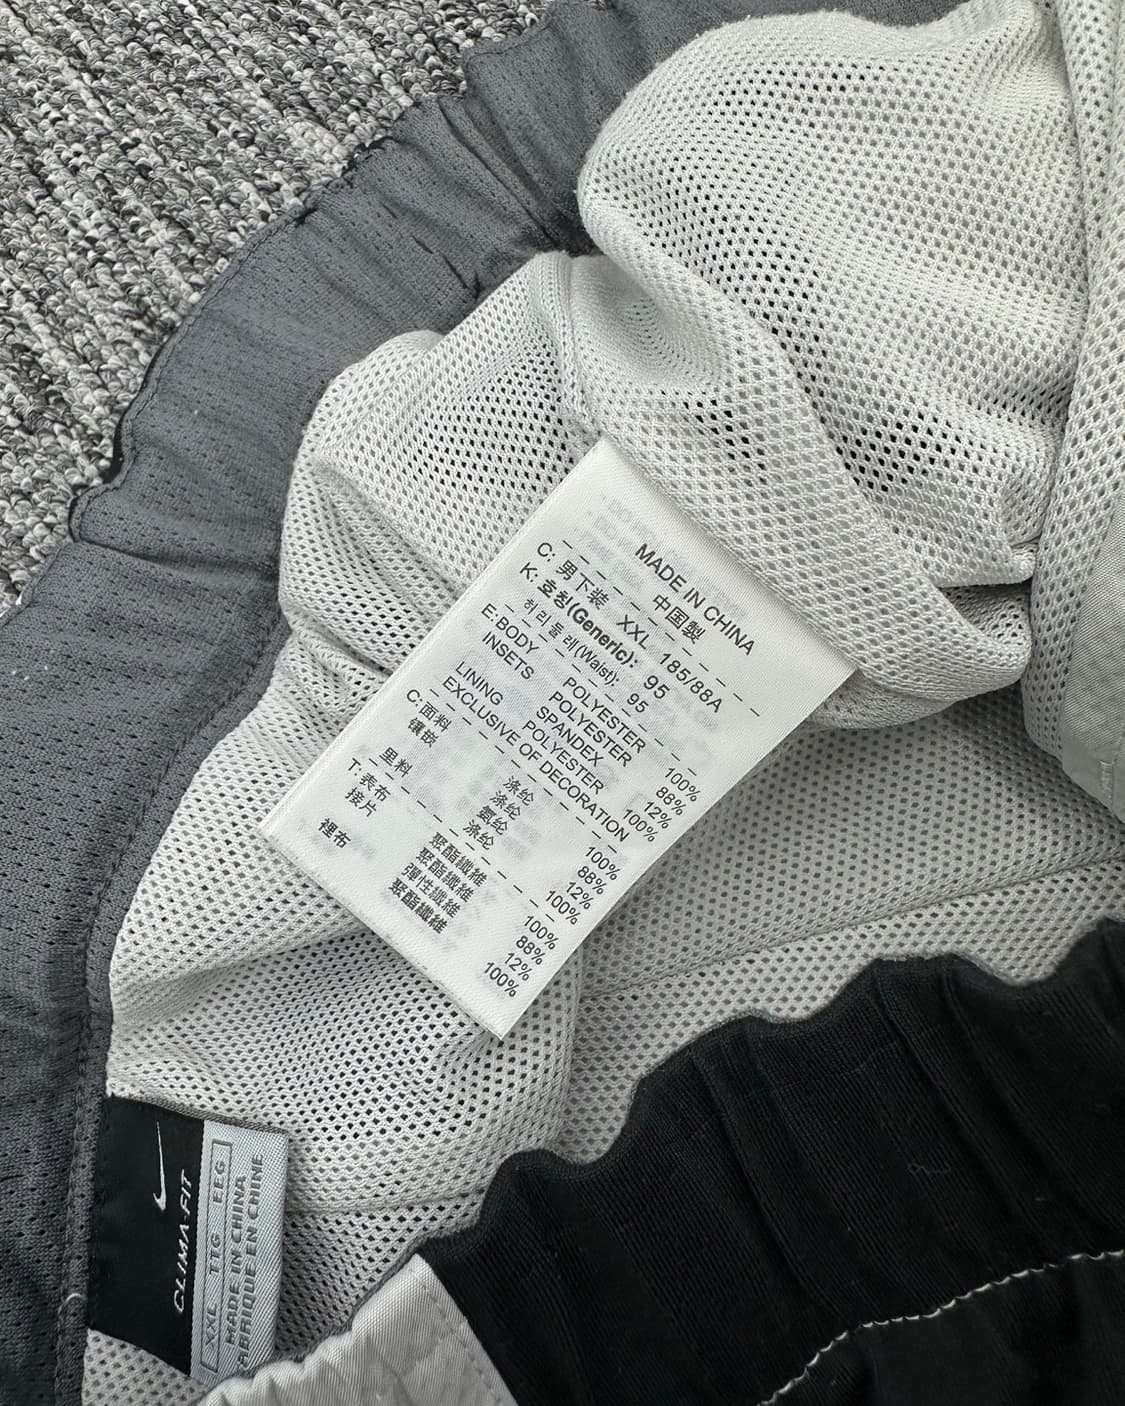 MADE IN CHINA
中国製
C: 男下装 XXL 185/88A
K: 호칭(Generic): 95
허리둘레(Waist): 95
E: BODY POLYESTER 100%
INSETS POLYESTER 88%
SPANDEX 12%
LINING POLYESTER 100%
EXCLUSIVE OF DECORATION
C: 面料 涤纶 100%
镶嵌 涤纶 88%
氨纶 12%
里料 涤纶 100%
T: 表布 聚酯纖維 100%
接片 聚酯纖維 88%
彈性纖維 12%
裡布 聚酯纖維 100%
CLIMA-FIT
XXL TTG EEG
MADE IN CHINA
FABRIQUE EN CHINE